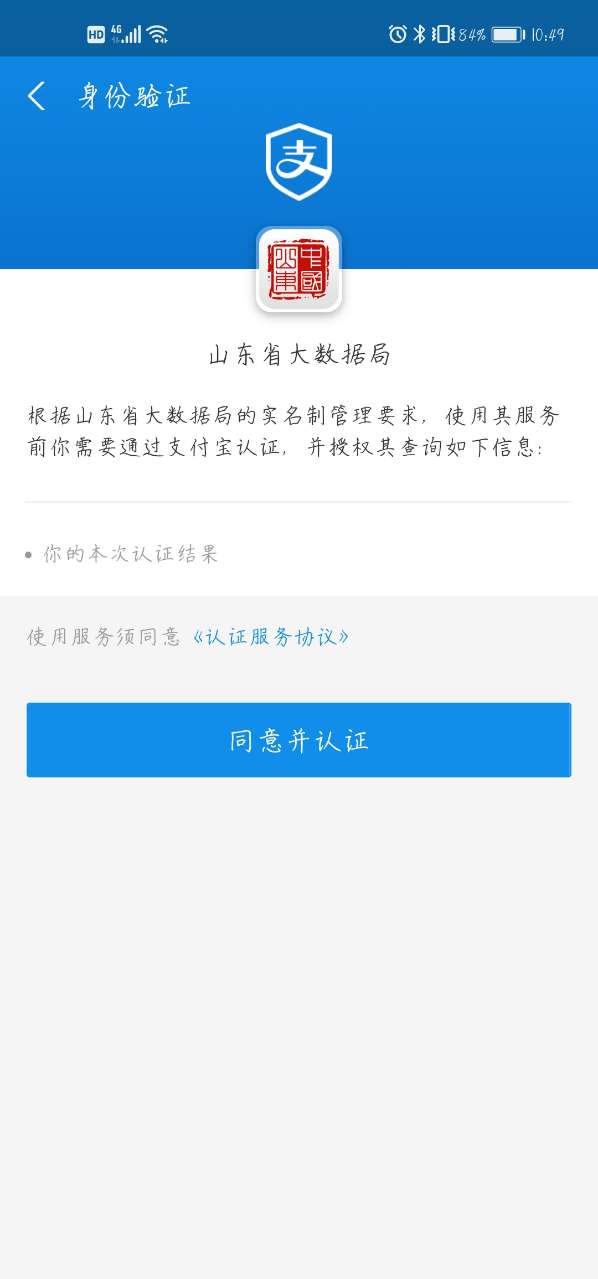 HD 4G 84% 10:49
身份验证
支
山东 中國
山东省大数据局
根据山东省大数据局的实名制管理要求，使用其服务
前你需要通过支付宝认证，并授权其查询如下信息：
• 你的本次认证结果
使用服务须同意《认证服务协议》
同意并认证